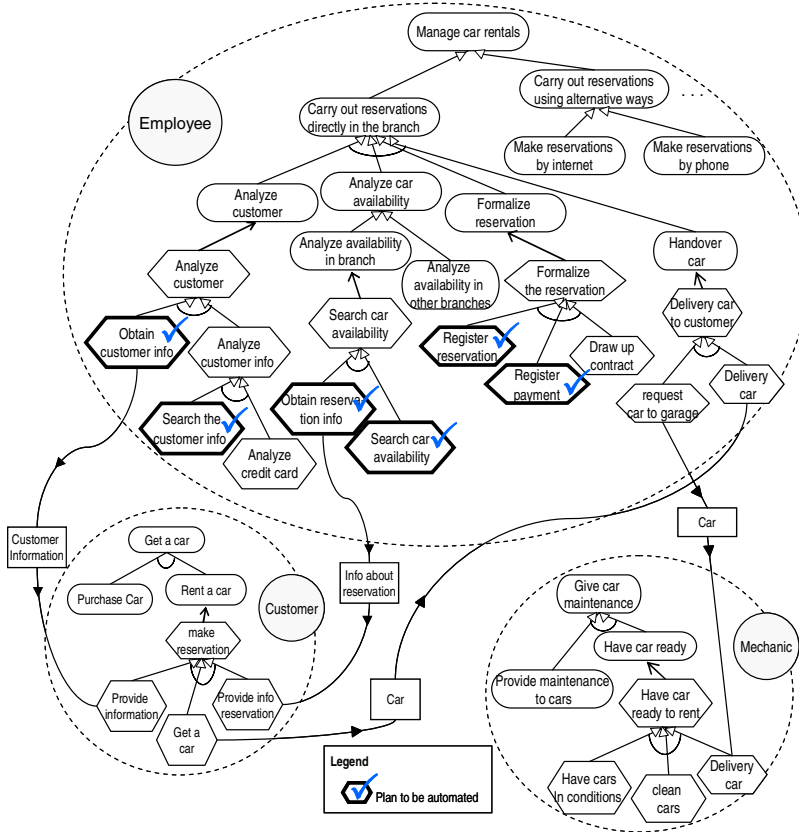 Manage car rentals
Carry out reservations
directly in the branch
Carry out reservations
using alternative ways
. . .
Employee
Make reservations
by internet
Make reservations
by phone
Analyze
customer
Analyze car
availability
Formalize
reservation
Handover
car
Analyze availability
in branch
Analyze
availability in
other branches
Analyze
customer
Formalize
the reservation
Delivery car
to customer
Obtain
customer info
Analyze
customer info
Search car
availability
Register
reservation
Draw up
contract
Register
payment
request
car to garage
Delivery
car
Search the
customer info
Obtain reserva-
tion info
Search car
availability
Analyze
credit card
Customer
Information
Info about
reservation
Car
Get a car
Purchase Car
Rent a car
Customer
make
reservation
Provide
information
Provide info
reservation
Get a
car
Car
Give car
maintenance
Mechanic
Have car ready
Provide maintenance
to cars
Have car
ready to rent
Have cars
In conditions
clean
cars
Delivery
car
Legend
Plan to be automated